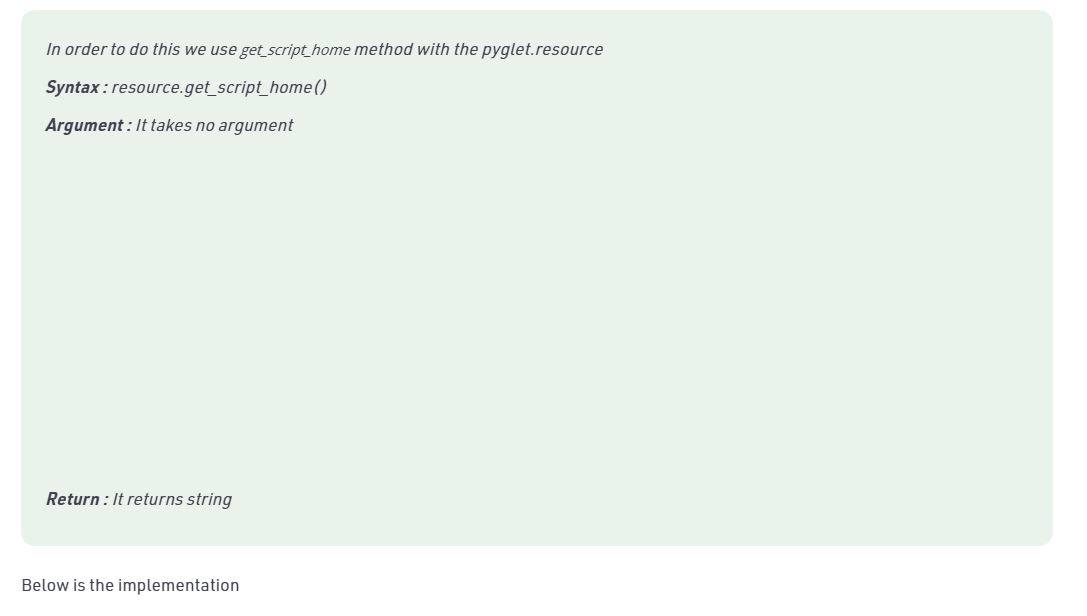 In order to do this we use get_script_home method with the pyglet.resource
Syntax : resource.get_script_home()
Argument : It takes no argument
Return : It returns string
Below is the implementation